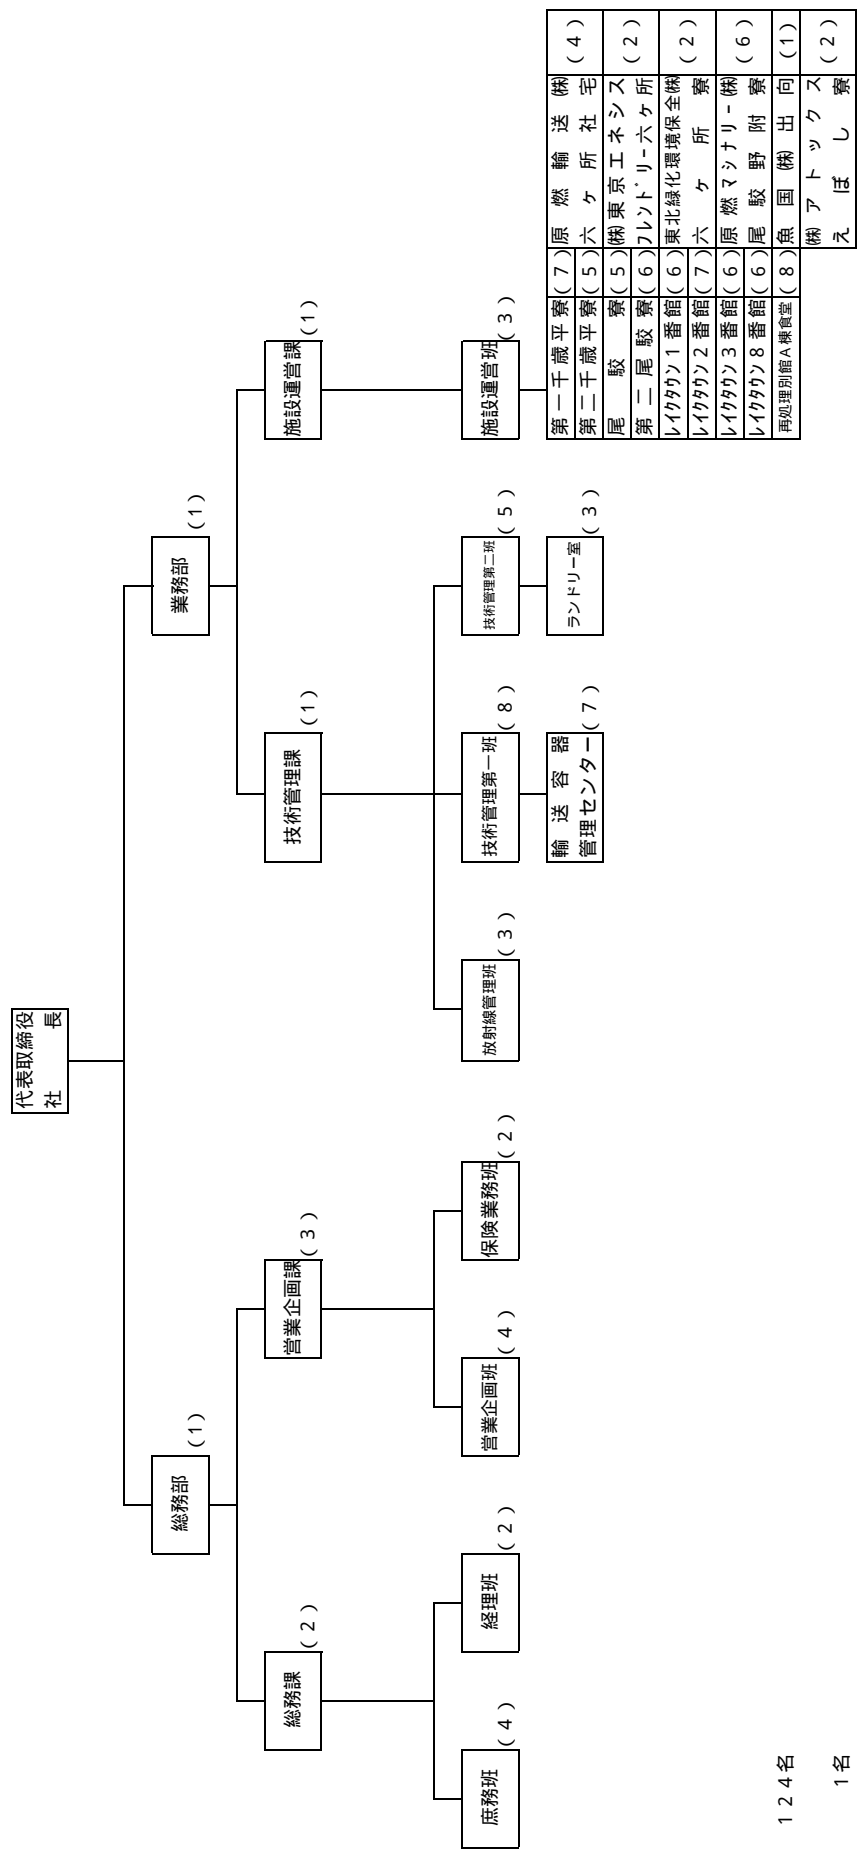 代表取締役
社長
総務部
(1)
業務部
(1)
総務課
(2)
営業企画課
(3)
技術管理課
(1)
施設運営課
(1)
庶務班
(4)
経理班
(2)
営業企画班
(4)
保険業務班
(2)
放射線管理班
(3)
技術管理第一班
(8)
技術管理第二班
(5)
施設運営班
(3)
輸送容器
管理センター
(7)
ランドリー室
(3)
第一千歳平寮(7)
第二千歳平寮(5)
尾駮寮(5)
第二尾駮寮(6)
レイクタウン1番館(6)
レイクタウン2番館(7)
レイクタウン3番館(6)
レイクタウン8番館(6)
再処理別館A棟食堂(8)
原燃輸送㈱
六ヶ所社宅
(4)
㈱東京エネシス
フレンドリー六ヶ所
(2)
東北緑化環境保全㈱
六ヶ所寮
(2)
原燃マシナリー㈱
尾駮野附寮
(6)
魚国㈱出向
(1)
㈱アトックス
えぼし寮
(2)
124名
1名